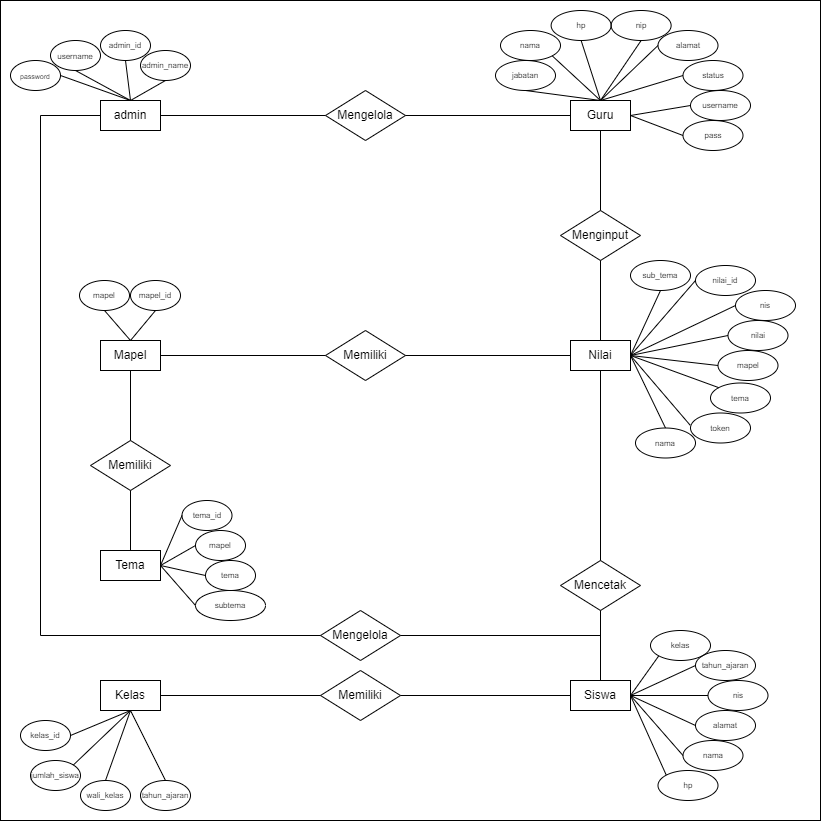 hp
nip
admin_id
nama
alamat
username
admin_name
password
jabatan
status
username
admin
Mengelola
Guru
pass
Menginput
sub_tema
nilai_id
mapel
mapel_id
nis
nilai
Mapel
Memiliki
Nilai
mapel
tema
token
nama
Memiliki
tema_id
mapel
Tema
tema
subtema
Mencetak
Mengelola
kelas
tahun_ajaran
Kelas
Memiliki
Siswa
nis
alamat
kelas_id
nama
jumlah_siswa
hp
wali_kelas
tahun_ajaran